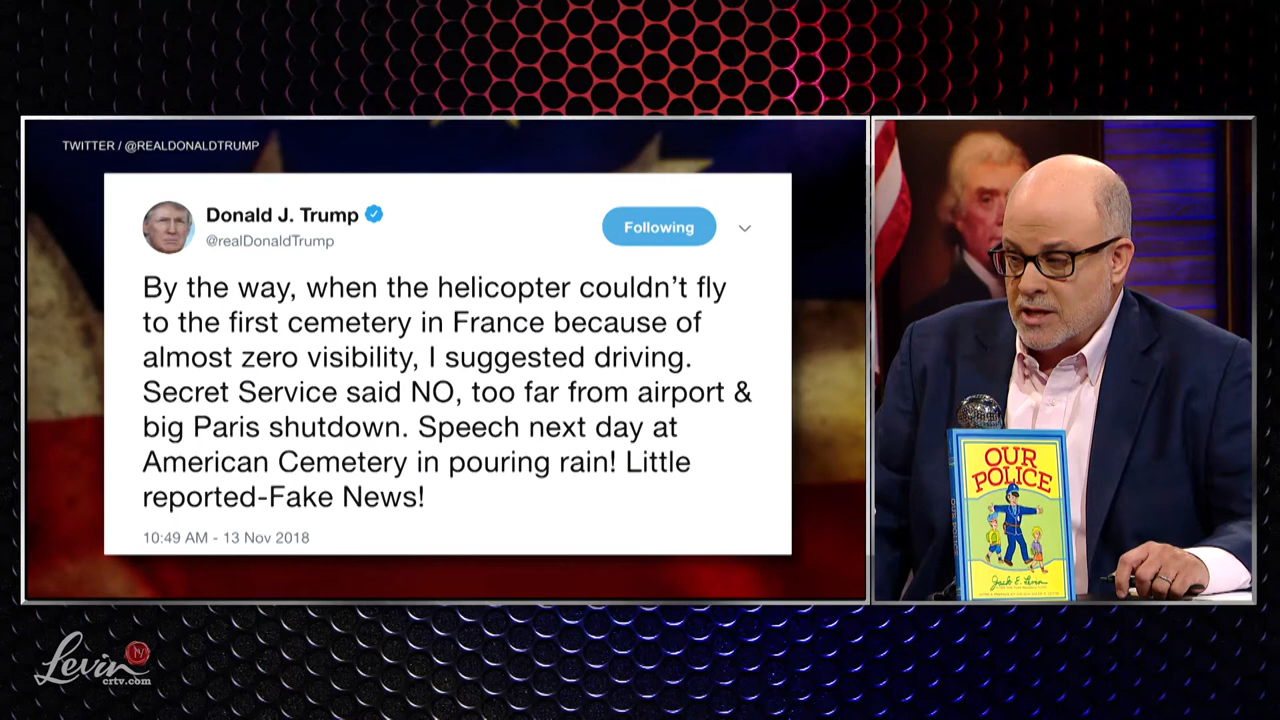 TWITTER / @REALDONALDTRUMP
Donald J. Trump
@realDonaldTrump
Following
By the way, when the helicopter couldn’t fly
to the first cemetery in France because of
almost zero visibility, I suggested driving.
Secret Service said NO, too far from airport &
big Paris shutdown. Speech next day at
American Cemetery in pouring rain! Little
reported-Fake News!
10:49 AM - 13 Nov 2018
OUR
POLICE
OUR POLICE
Jack E. Levin
Levin TV
crtv.com